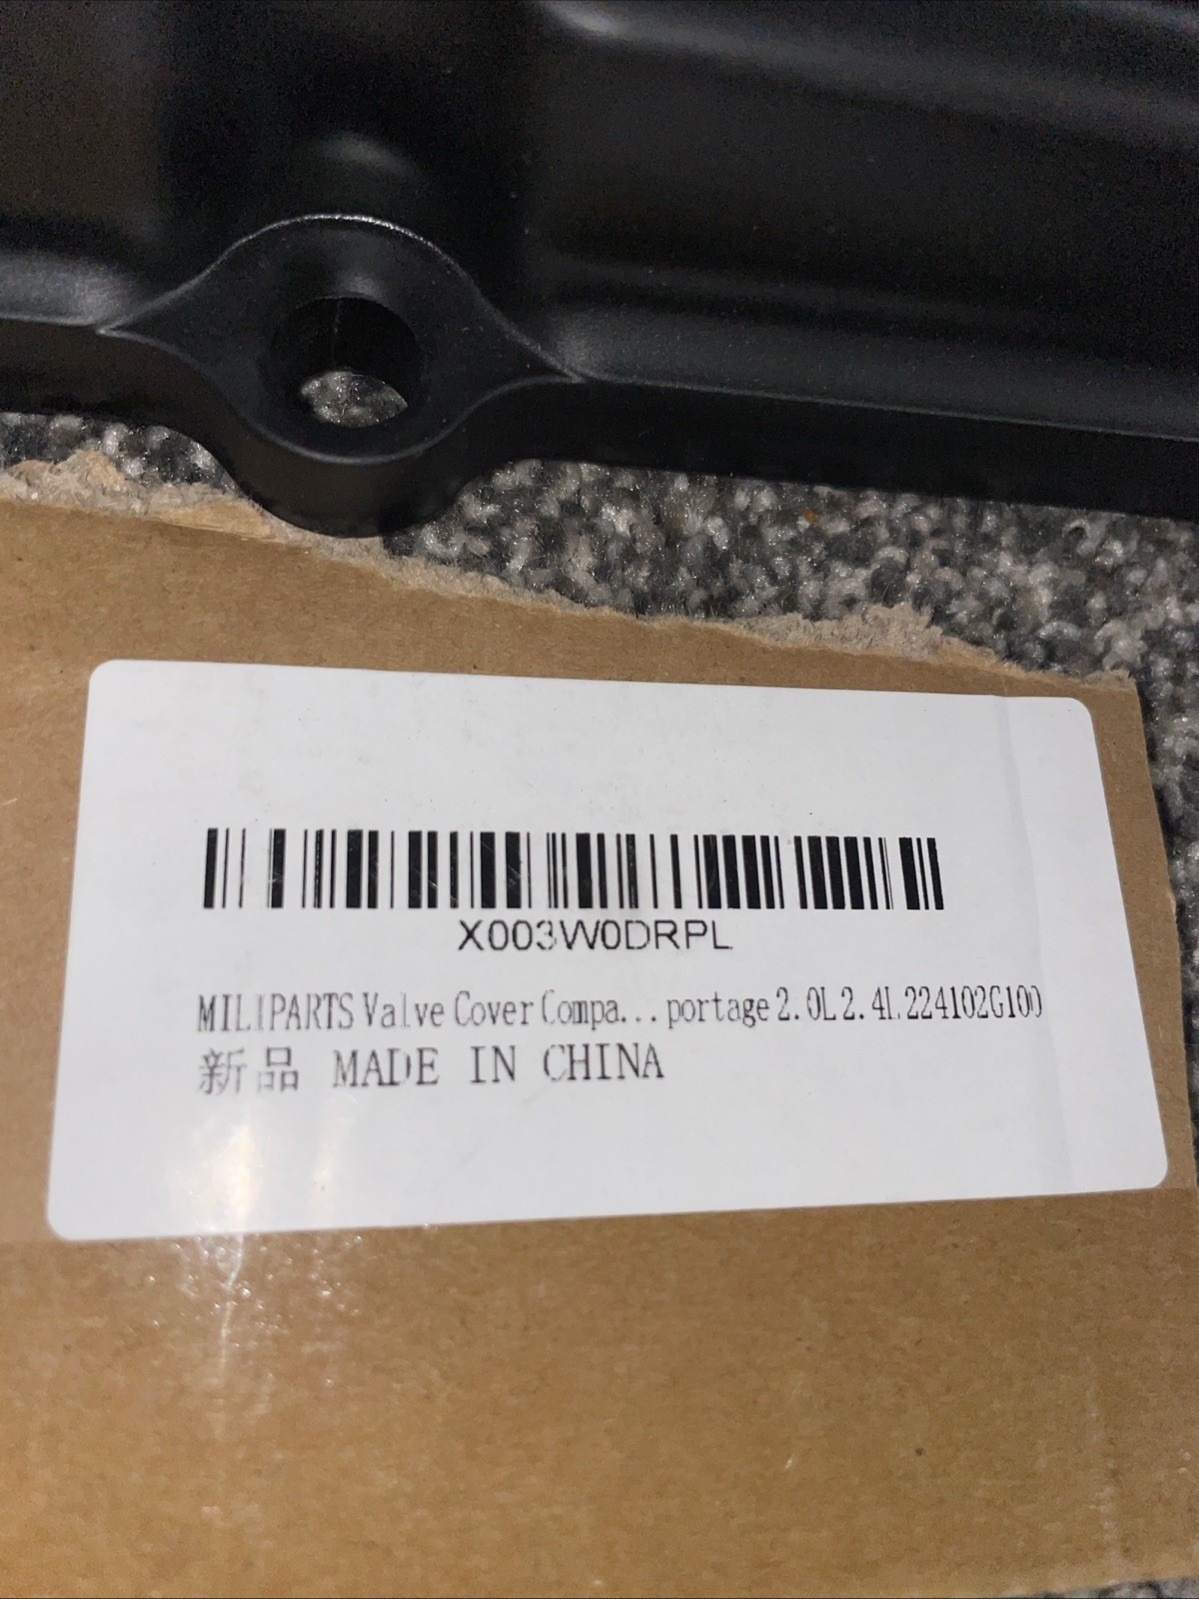 X003W0DRPL
MILIPARTS Valve Cover Compa... portage 2.0L 2.4L 224102G100
新品 MADE IN CHINA